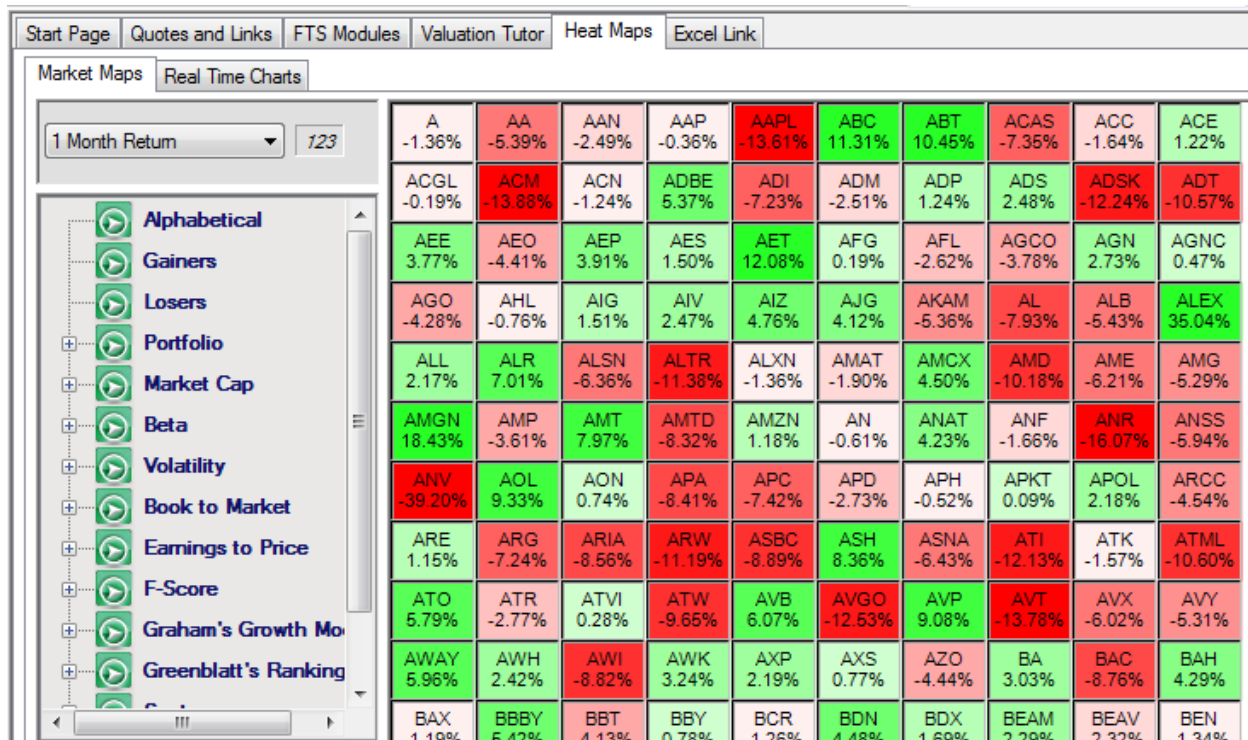 Start Page Quotes and Links FTS Modules Valuation Tutor Heat Maps Excel Link
Market Maps Real Time Charts
1 Month Return 123
Alphabetical
Gainers
Losers
Portfolio
Market Cap
Beta
Volatility
Book to Market
Earnings to Price
F-Score
Graham's Growth Mo
Greenblatt's Ranking
A AA AAN AAP AAPL ABC ABT ACAS ACC ACE
-1.36% -5.39% -2.49% -0.36% -13.61% 11.31% 10.45% -7.35% -1.64% 1.22%
ACGL ACM ACN ADBE ADI ADM ADP ADS ADSK ADT
-0.19% -13.88% -1.24% 5.37% -7.23% -2.51% 1.24% 2.48% -12.24% -10.57%
AEE AEO AEP AES AET AFG AFL AGCO AGN AGNC
3.77% -4.41% 3.91% 1.50% 12.08% 0.19% -2.62% -3.78% 2.73% 0.47%
AGO AHL AIG AIV AIZ AJG AKAM AL ALB ALEX
-4.28% -0.76% 1.51% 2.47% 4.76% 4.12% -5.36% -7.93% -5.43% 35.04%
ALL ALR ALSN ALTR ALXN AMAT AMCX AMD AME AMG
2.17% 7.01% -6.36% -11.38% -1.36% -1.90% 4.50% -10.18% -6.21% -5.29%
AMGN AMP AMT AMTD AMZN AN ANAT ANF ANR ANSS
18.43% -3.61% 7.97% -8.32% 1.18% -0.61% 4.23% -1.66% -16.07% -5.94%
ANV AOL AON APA APC APD APH APKT APOL ARCC
-39.20% 9.33% 0.74% -8.41% -7.42% -2.73% -0.52% 0.09% 2.18% -4.54%
ARE ARG ARIA ARW ASBC ASH ASNA ATI ATK ATML
1.15% -7.24% -8.56% -11.19% -8.89% 8.36% -6.43% -12.13% -1.57% -10.60%
ATO ATR ATVI ATW AVB AVGO AVP AVT AVX AVY
5.79% -2.77% 0.28% -9.65% 6.07% -12.53% 9.08% -13.78% -6.02% -5.31%
AWAY AWH AWI AWK AXP AXS AZO BA BAC BAH
5.96% 2.42% -8.82% 3.24% 2.19% 0.77% -4.44% 3.03% -8.76% 4.29%
BAX BBBY BBT BBY BCR BDN BDX BEAM BEAV BEN